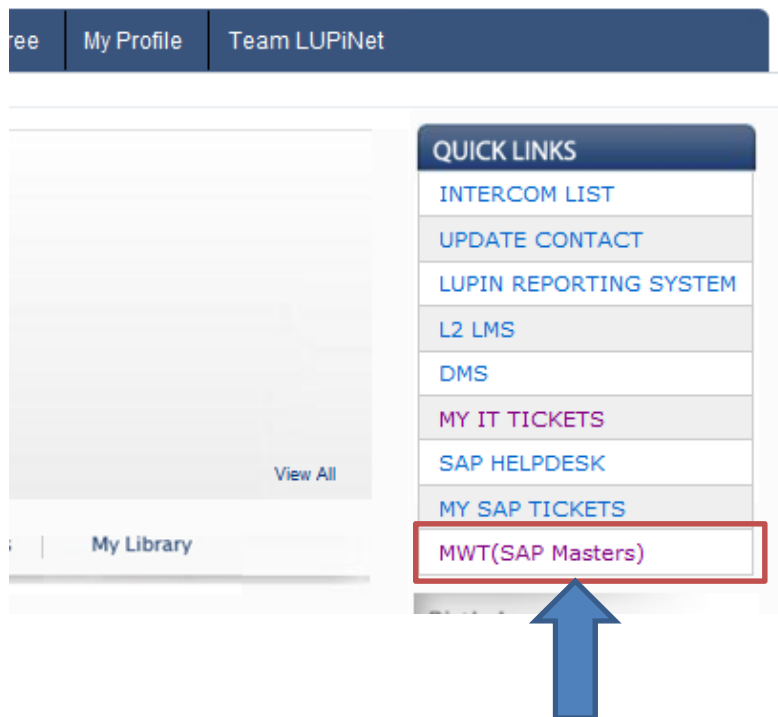 My Profile
Team LUPiNet
QUICK LINKS
INTERCOM LIST
UPDATE CONTACT
LUPIN REPORTING SYSTEM
L2 LMS
DMS
MY IT TICKETS
SAP HELPDESK
MY SAP TICKETS
MWT(SAP Masters)
View All
My Library